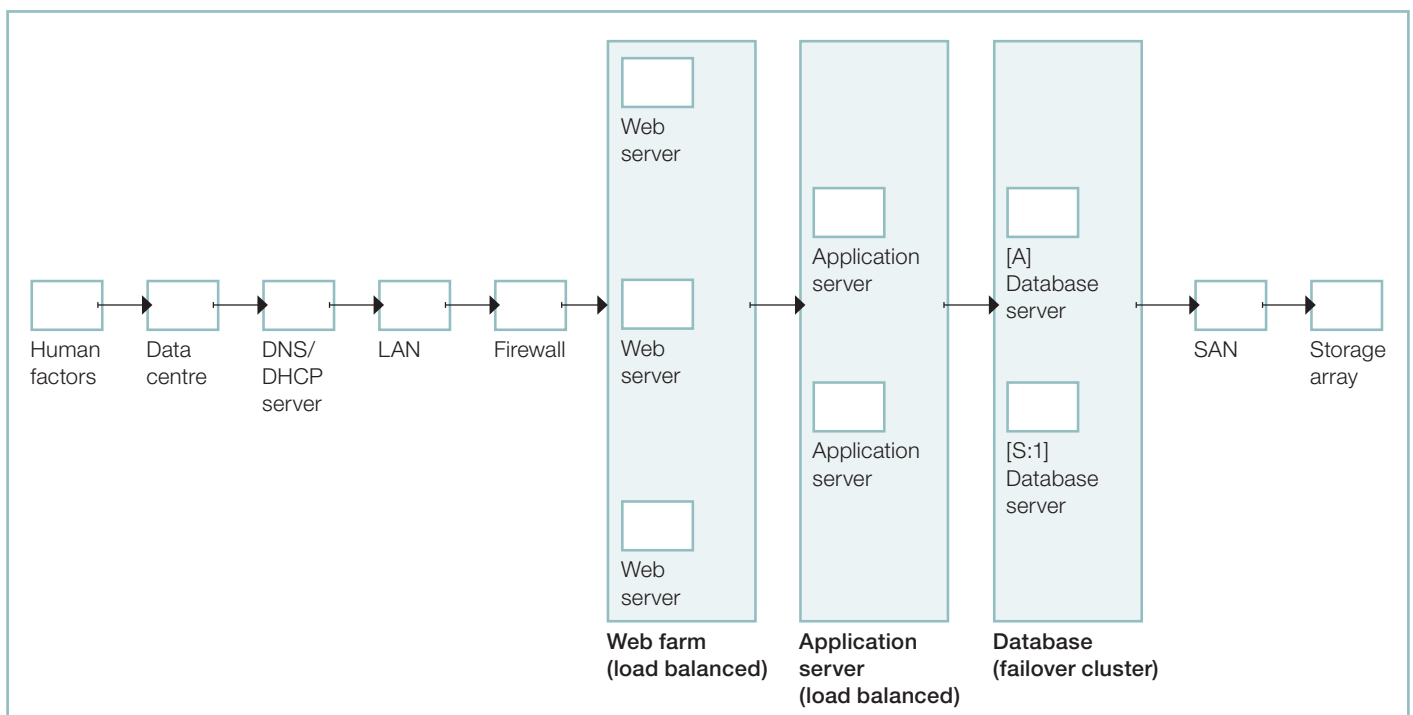 Human
factors
Data
centre
DNS/
DHCP
server
LAN
Firewall
Web
server
Web
server
Web
server
Web farm
(load balanced)
Application
server
Application
server
Application
server
(load balanced)
[A]
Database
server
[S:1]
Database
server
Database
(failover cluster)
SAN
Storage
array